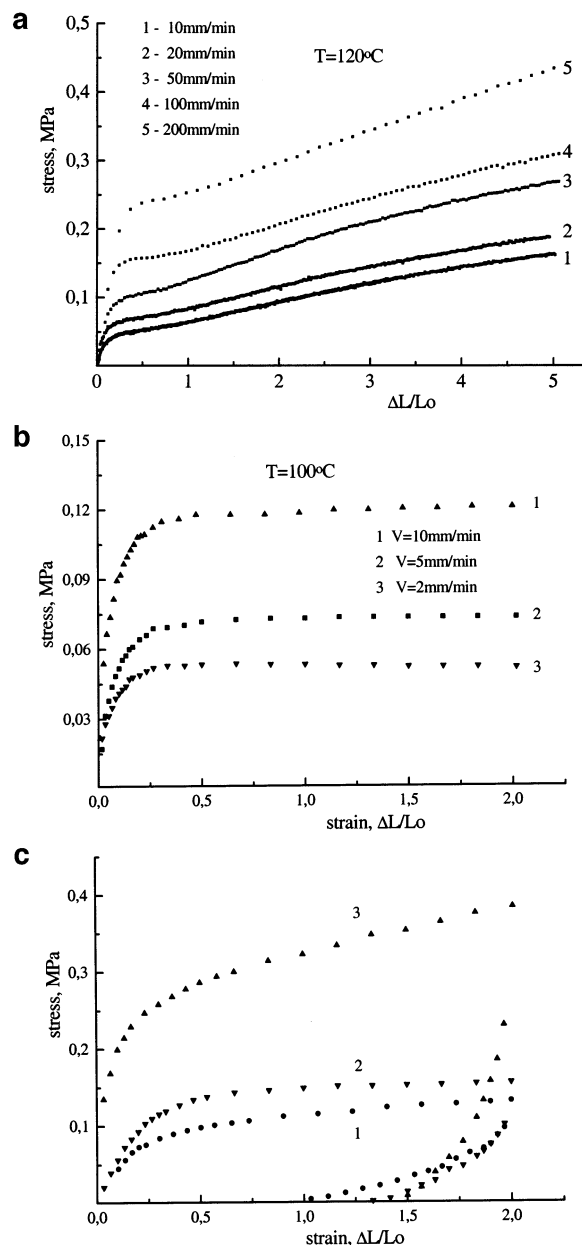 a
0,5
0,4
0,3
0,2
0,1
0
stress, MPa
1 - 10mm/min
2 - 20mm/min
3 - 50mm/min
4 - 100mm/min
5 - 200mm/min
T=120ºC
5
4
3
2
1
0 1 2 3 4 5
ΔL/Lo
b
0,15
0,12
0,09
0,06
0,03
0
stress, MPa
T=100ºC
1 V=10mm/min
2 V=5mm/min
3 V=2mm/min
1
2
3
0,0 0,5 1,0 1,5 2,0
strain, ΔL/Lo
c
0,4
0,3
0,2
0,1
0
stress, MPa
3
2
1
0,0 0,5 1,0 1,5 2,0
strain, ΔL/Lo